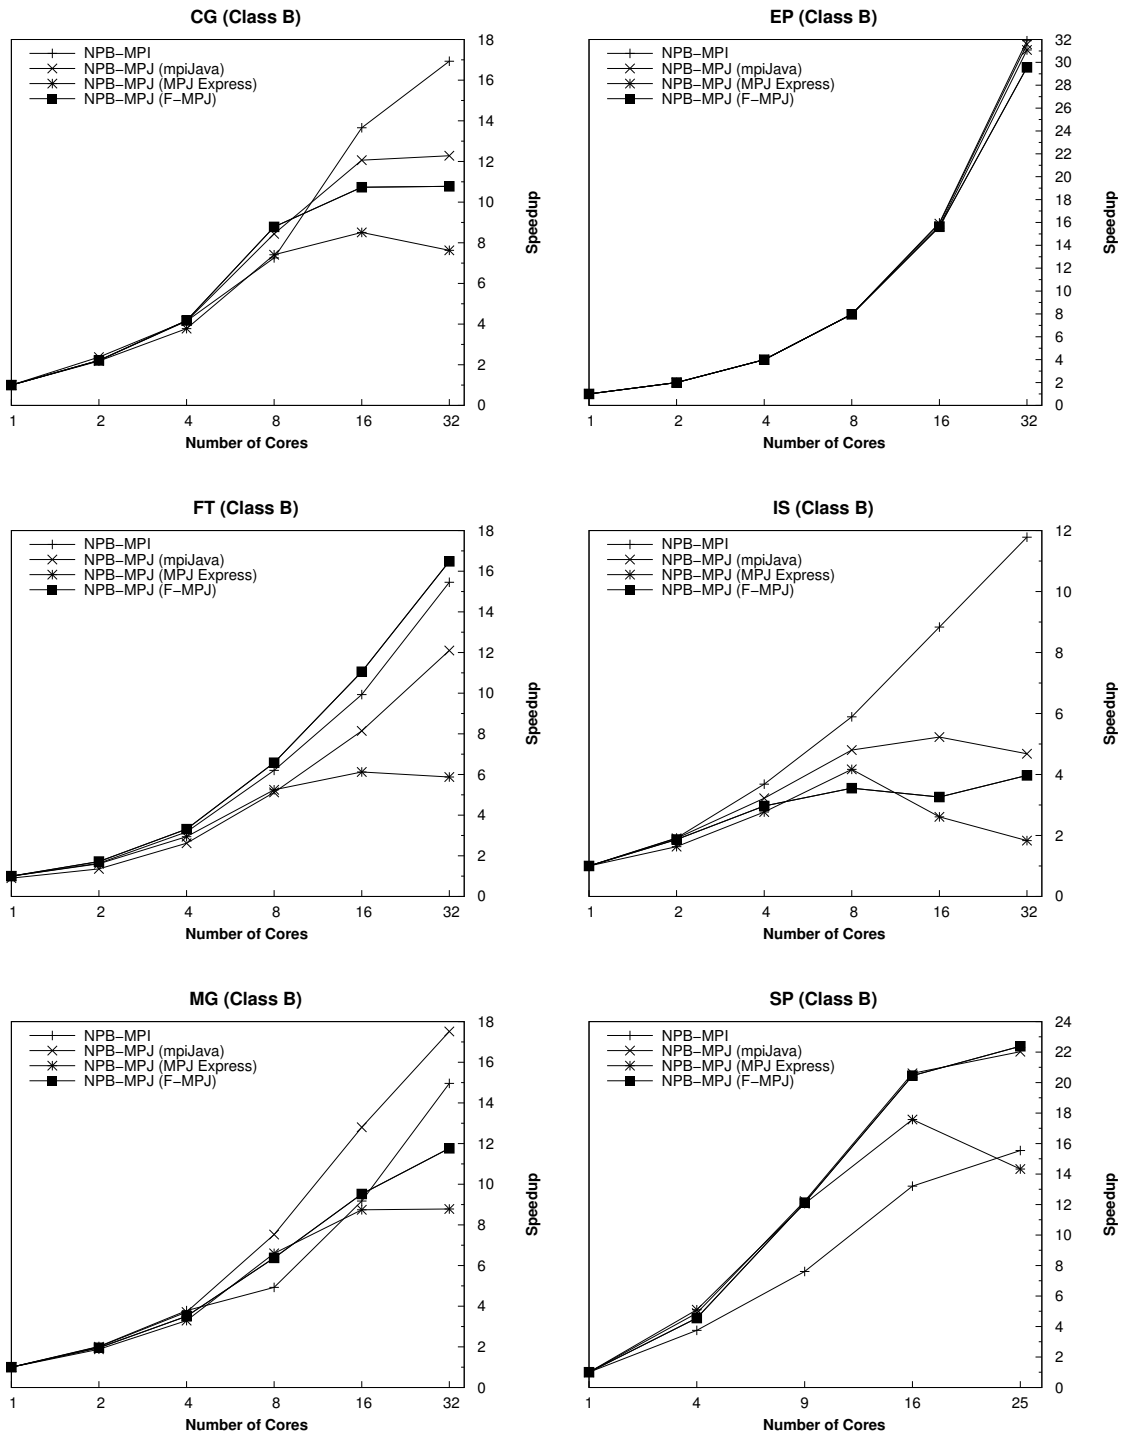 CG (Class B)
NPB−MPI
NPB−MPJ (mpiJava)
NPB−MPJ (MPJ Express)
NPB−MPJ (F−MPJ)
18
16
14
12
10
8
6
4
2
0
Speedup
1 2 4 8 16 32
Number of Cores
EP (Class B)
NPB−MPI
NPB−MPJ (mpiJava)
NPB−MPJ (MPJ Express)
NPB−MPJ (F−MPJ)
32
30
28
26
24
22
20
18
16
14
12
10
8
6
4
2
0
Speedup
1 2 4 8 16 32
Number of Cores
FT (Class B)
NPB−MPI
NPB−MPJ (mpiJava)
NPB−MPJ (MPJ Express)
NPB−MPJ (F−MPJ)
18
16
14
12
10
8
6
4
2
0
Speedup
1 2 4 8 16 32
Number of Cores
IS (Class B)
NPB−MPI
NPB−MPJ (mpiJava)
NPB−MPJ (MPJ Express)
NPB−MPJ (F−MPJ)
12
10
8
6
4
2
0
Speedup
1 2 4 8 16 32
Number of Cores
MG (Class B)
NPB−MPI
NPB−MPJ (mpiJava)
NPB−MPJ (MPJ Express)
NPB−MPJ (F−MPJ)
18
16
14
12
10
8
6
4
2
0
Speedup
1 2 4 8 16 32
Number of Cores
SP (Class B)
NPB−MPI
NPB−MPJ (mpiJava)
NPB−MPJ (MPJ Express)
NPB−MPJ (F−MPJ)
24
22
20
18
16
14
12
10
8
6
4
2
0
Speedup
1 4 9 16 25
Number of Cores